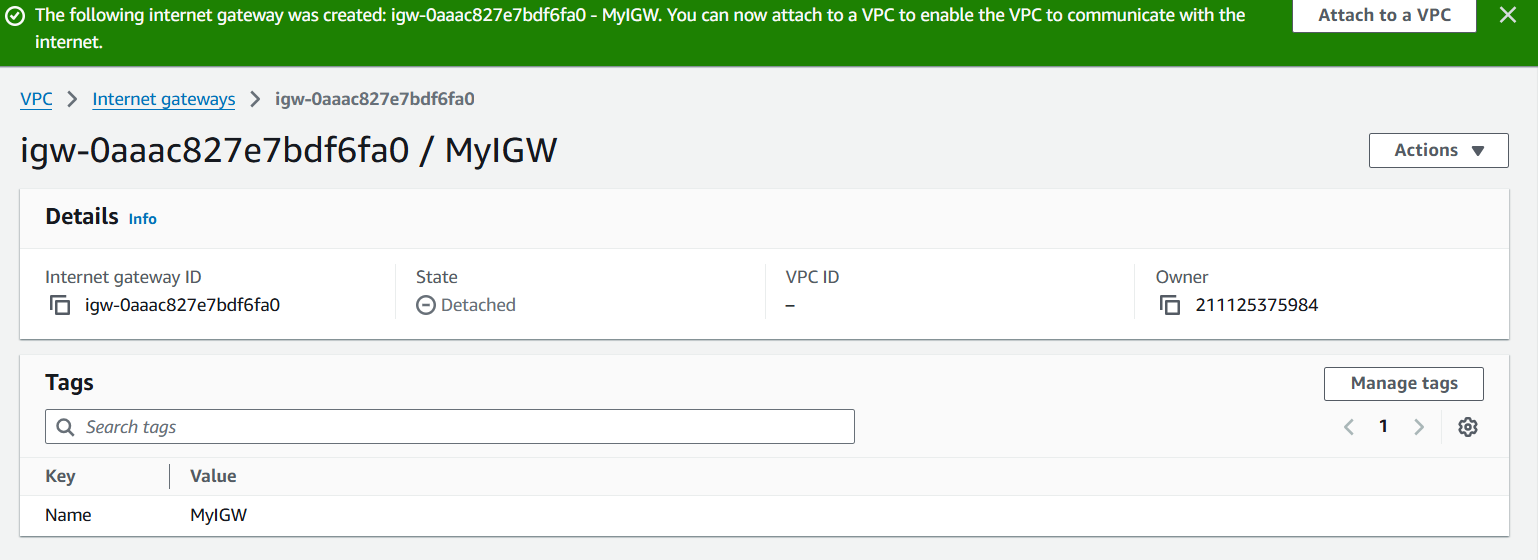 The following internet gateway was created: igw-0aaac827e7bdf6fa0 - MyIGW. You can now attach to a VPC to enable the VPC to communicate with the
internet.
Attach to a VPC
VPC Internet gateways igw-0aaac827e7bdf6fa0
igw-0aaac827e7bdf6fa0 / MyIGW
Actions
Details Info
Internet gateway ID
igw-0aaac827e7bdf6fa0
State
Detached
VPC ID
–
Owner
211125375984
Tags
Manage tags
Search tags
1
Key Value
Name MyIGW